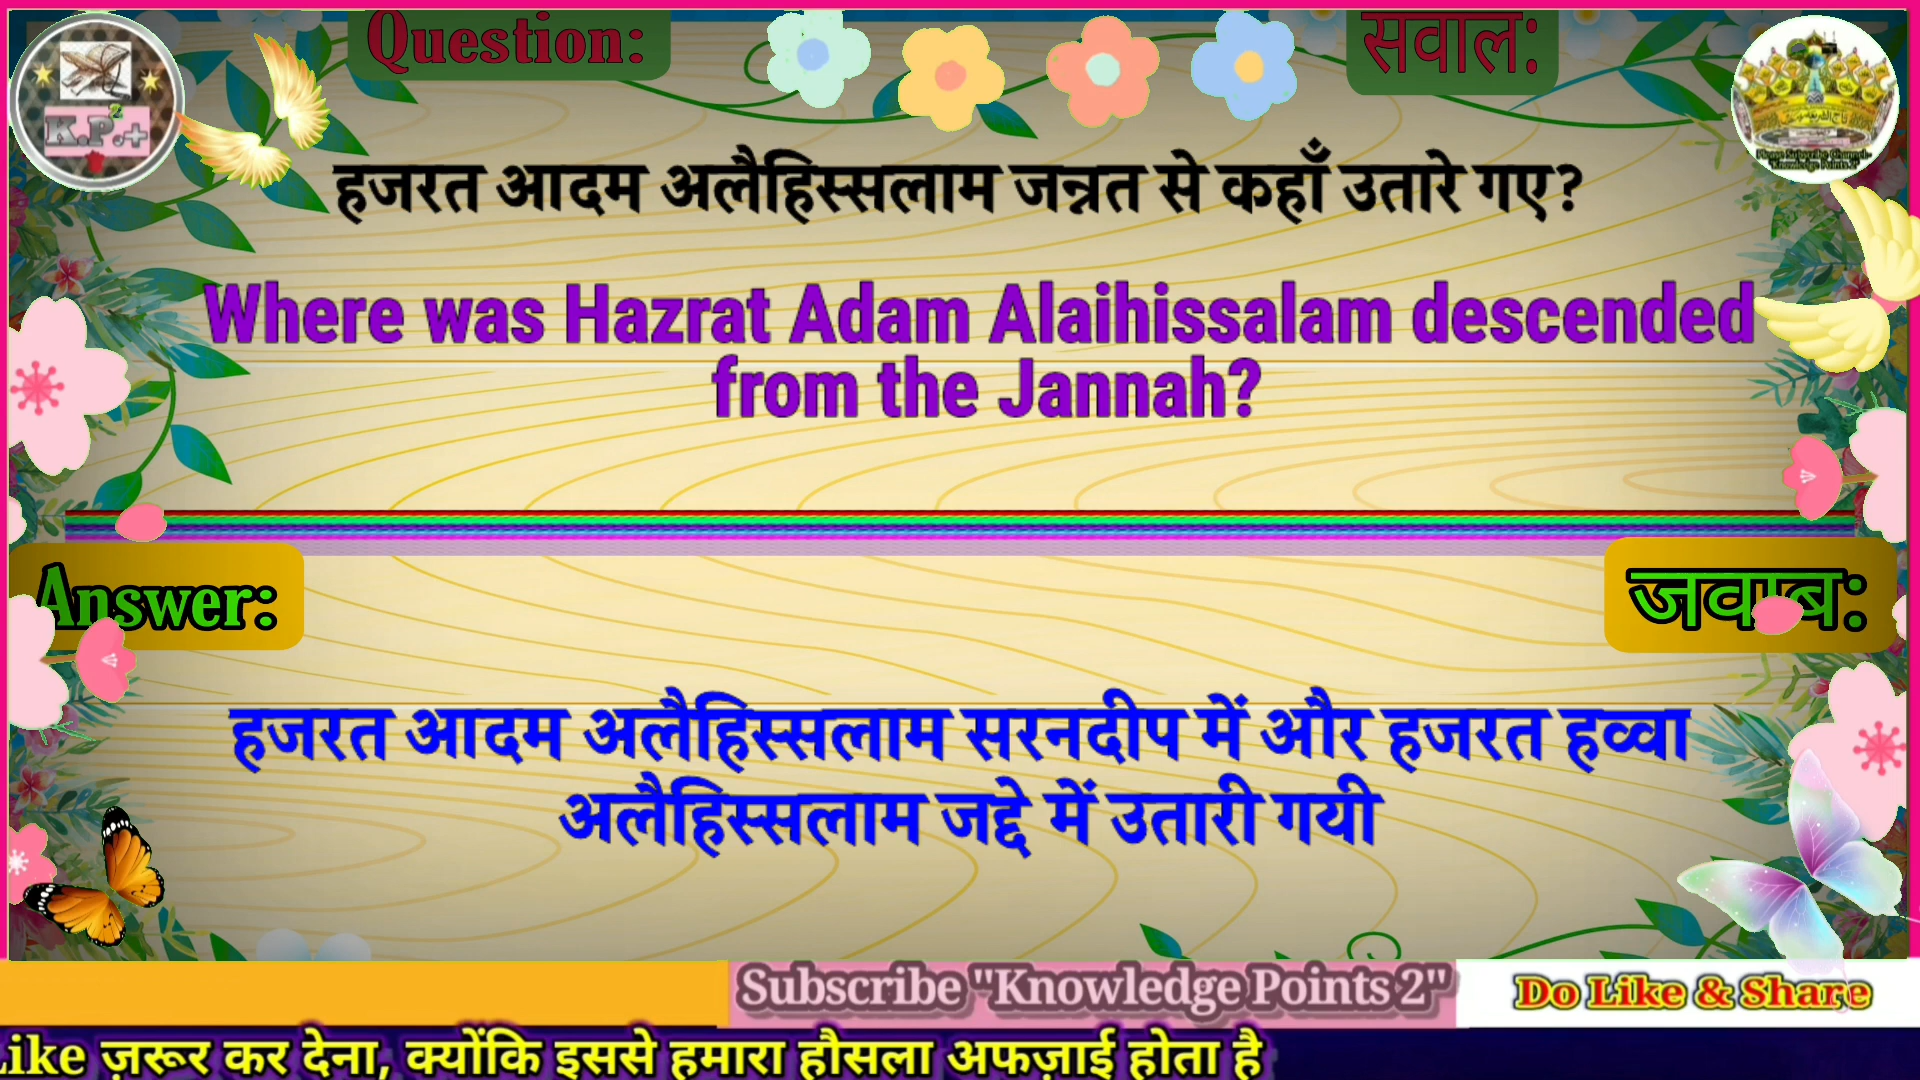 Question:
सवाल:
K.P.²+
हजरत आदम अलैहिस्सलाम जन्नत से कहाँ उतारे गए?
Where was Hazrat Adam Alaihissalam descended
from the Jannah?
Answer:
जवाब:
हजरत आदम अलैहिस्सलाम सरनदीप में और हजरत हव्वा
अलैहिस्सलाम जद्दे में उतारी गयी
Subscribe "Knowledge Points 2"
Do Like & Share
Like ज़रूर कर देना, क्योंकि इससे हमारा हौसला अफज़ाई होता है